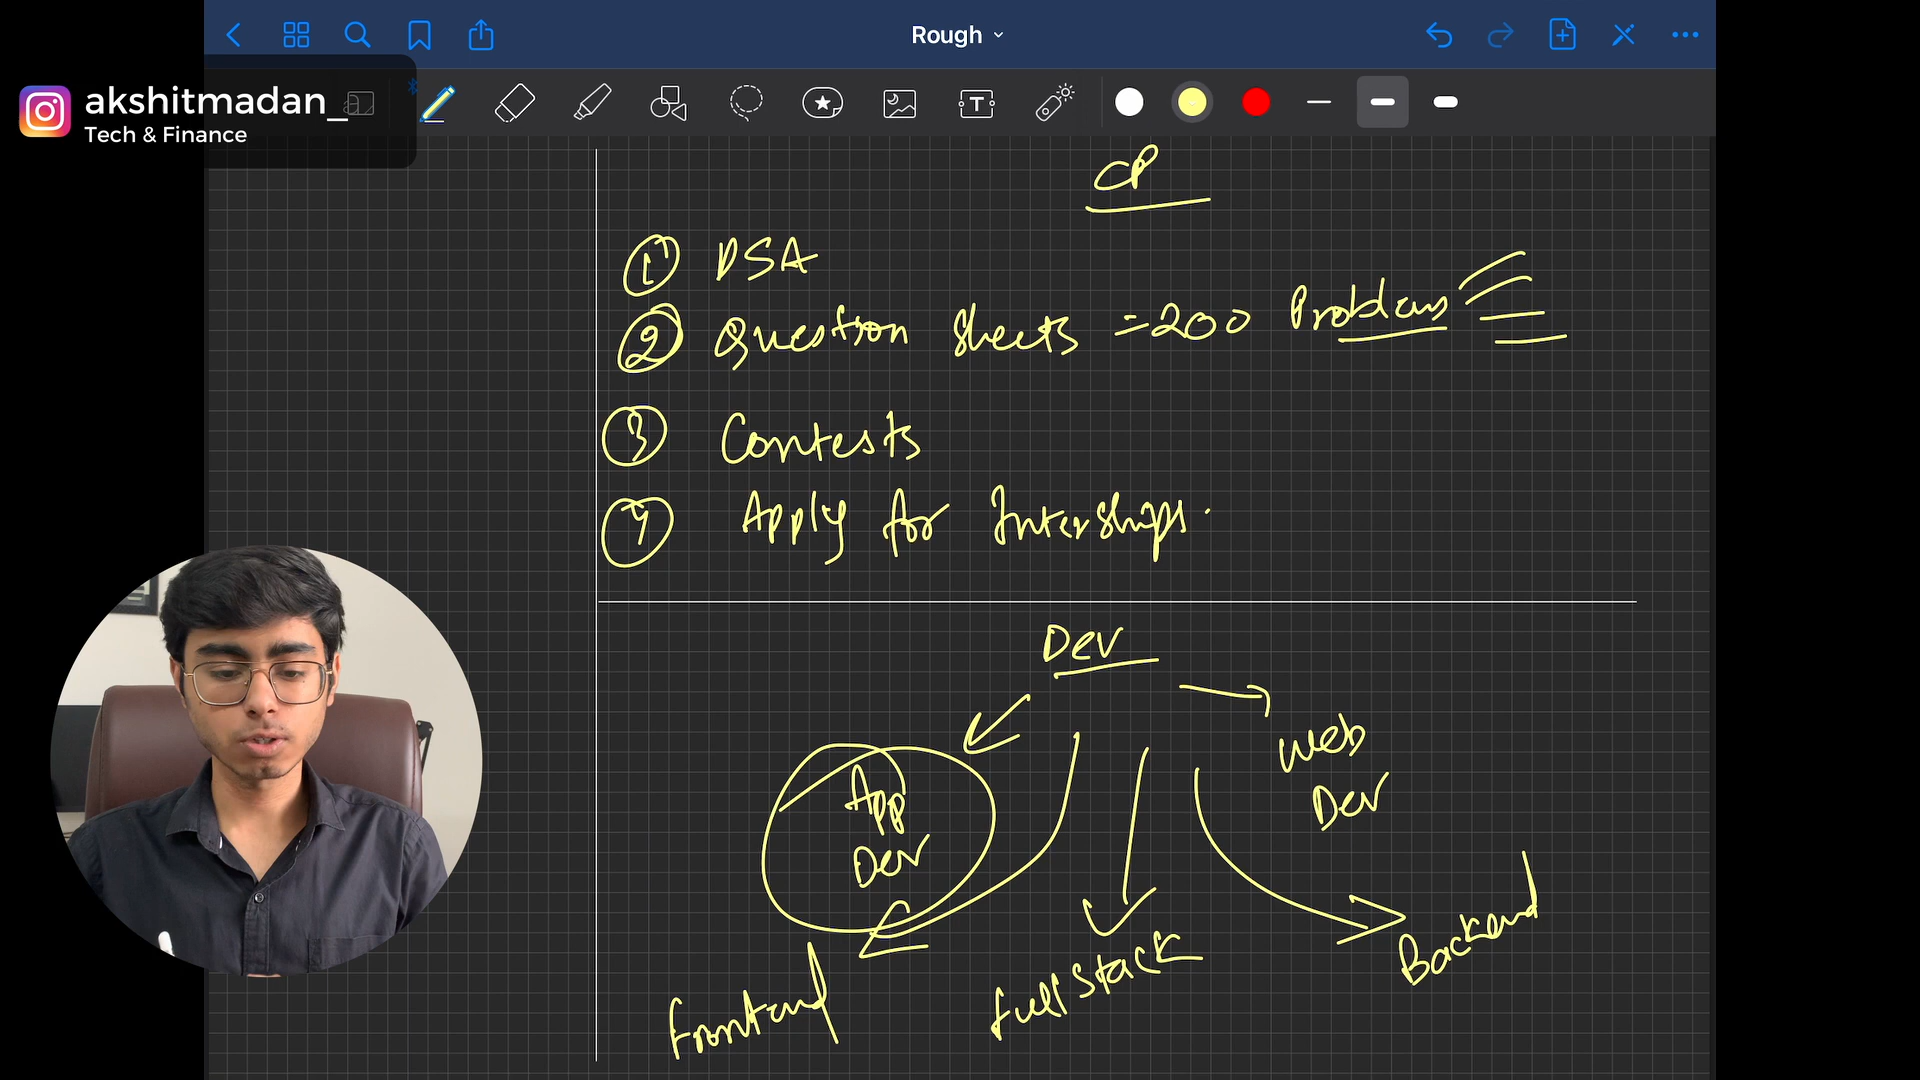 Rough
akshitmadan_
Tech & Finance
CP
1 DSA
2 Question Sheets = 200 Problems
3 Contests
4 Apply for Interships.
Dev
App
Dev
Web
Dev
Frontend
Full Stack
Backend